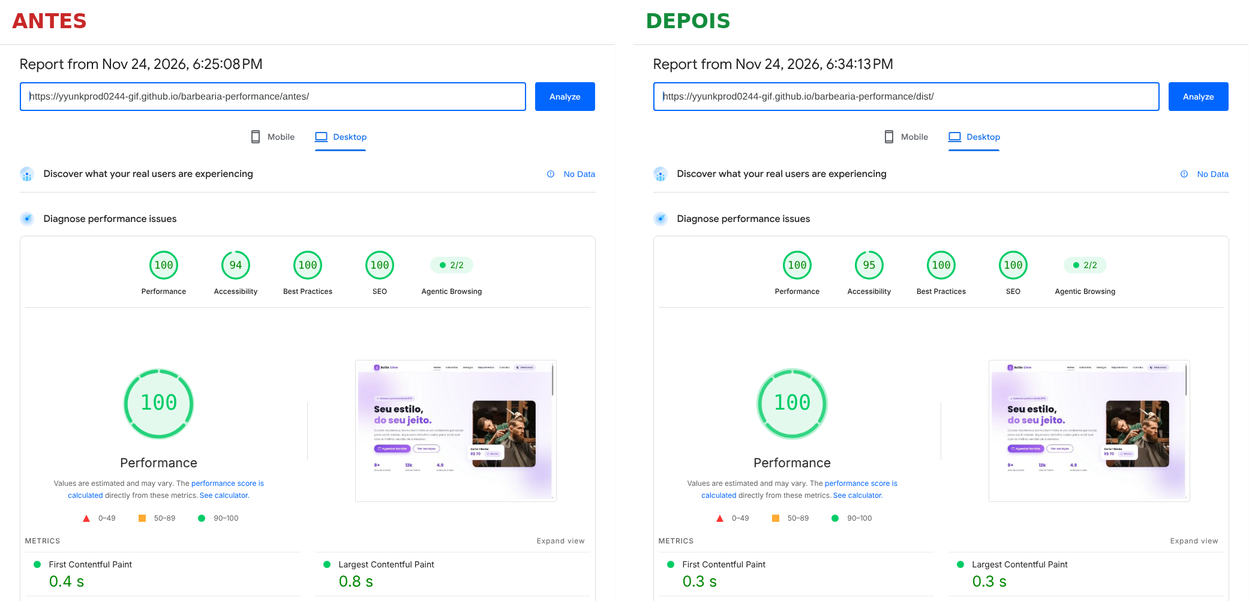 ANTES
Report from Nov 24, 2026, 6:25:08 PM
https://yyunkprod0244-gif.github.io/barbearia-performance/antes/
Analyze
Mobile
Desktop
Discover what your real users are experiencing
No Data
Diagnose performance issues
100
94
100
100
2/2
Performance
Accessibility
Best Practices
SEO
Agentic Browsing
100
Seu estilo,
do seu jeito.
Performance
Values are estimated and may vary. The performance score is
calculated directly from these metrics. See calculator.
0–49
50–89
90–100
METRICS
Expand view
First Contentful Paint
0.4 s
Largest Contentful Paint
0.8 s
DEPOIS
Report from Nov 24, 2026, 6:34:13 PM
https://yyunkprod0244-gif.github.io/barbearia-performance/dist/
Analyze
Mobile
Desktop
Discover what your real users are experiencing
No Data
Diagnose performance issues
100
95
100
100
2/2
Performance
Accessibility
Best Practices
SEO
Agentic Browsing
100
Seu estilo,
do seu jeito.
Performance
Values are estimated and may vary. The performance score is
calculated directly from these metrics. See calculator.
0–49
50–89
90–100
METRICS
Expand view
First Contentful Paint
0.3 s
Largest Contentful Paint
0.3 s